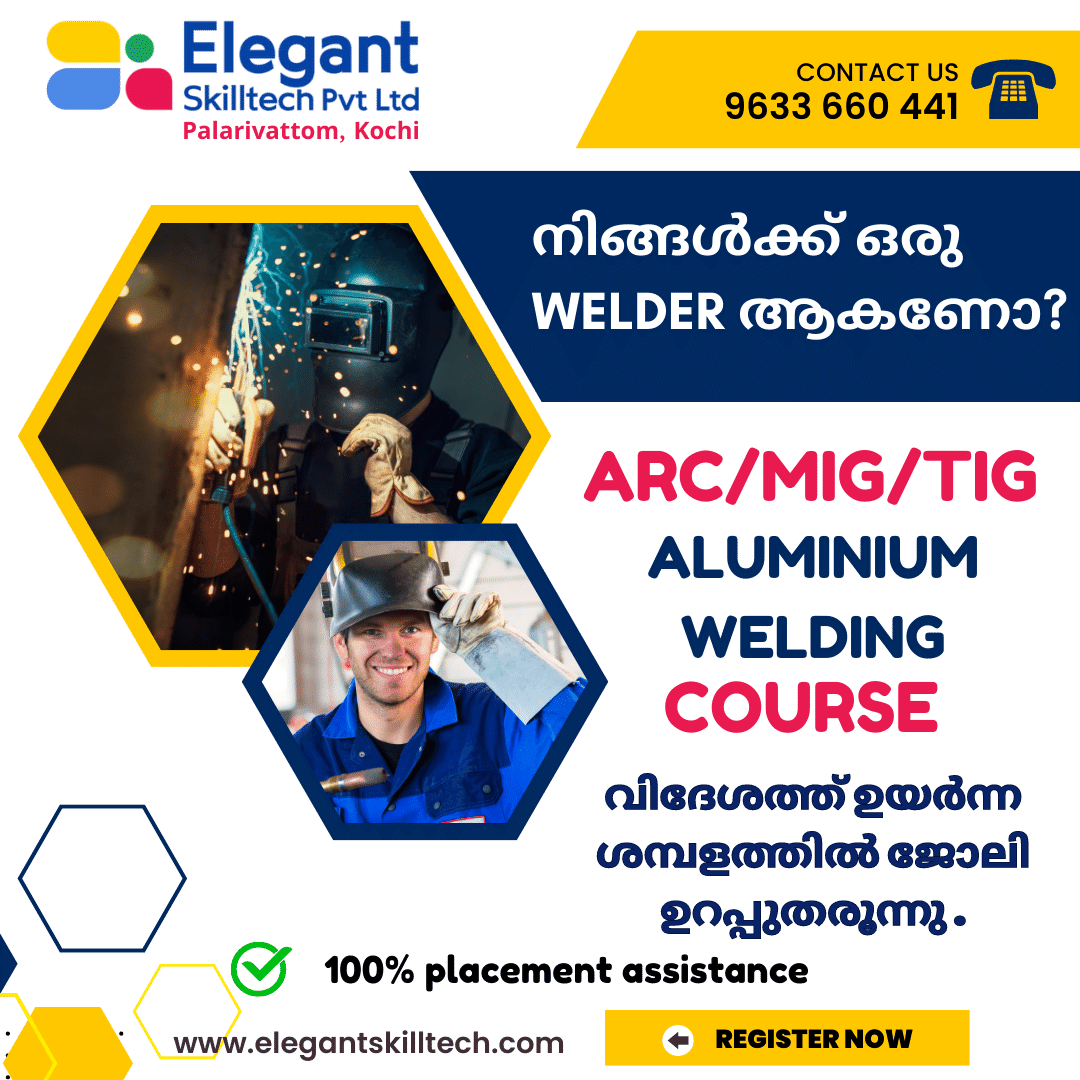 Elegant
Skilltech Pvt Ltd
Palarivattom, Kochi
CONTACT US
9633 660 441
നിങ്ങൾക്ക് ഒരു
WELDER ആകണോ?
ARC/MIG/TIG
ALUMINIUM
WELDING
COURSE
വിദേശത്ത് ഉയർന്ന
ശമ്പളത്തിൽ ജോലി
ഉറപ്പുതരൂന്നു .
100% placement assistance
www.elegantskilltech.com
REGISTER NOW